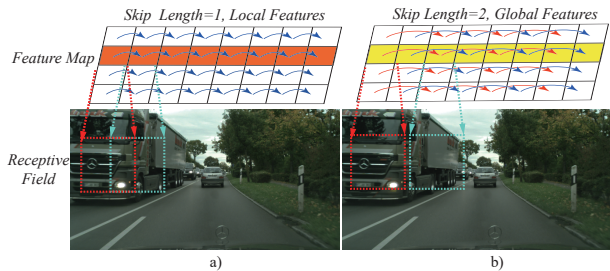 Skip Length=1, Local Features
Skip Length=2, Global Features
Feature Map
Receptive
Field
a)
b)